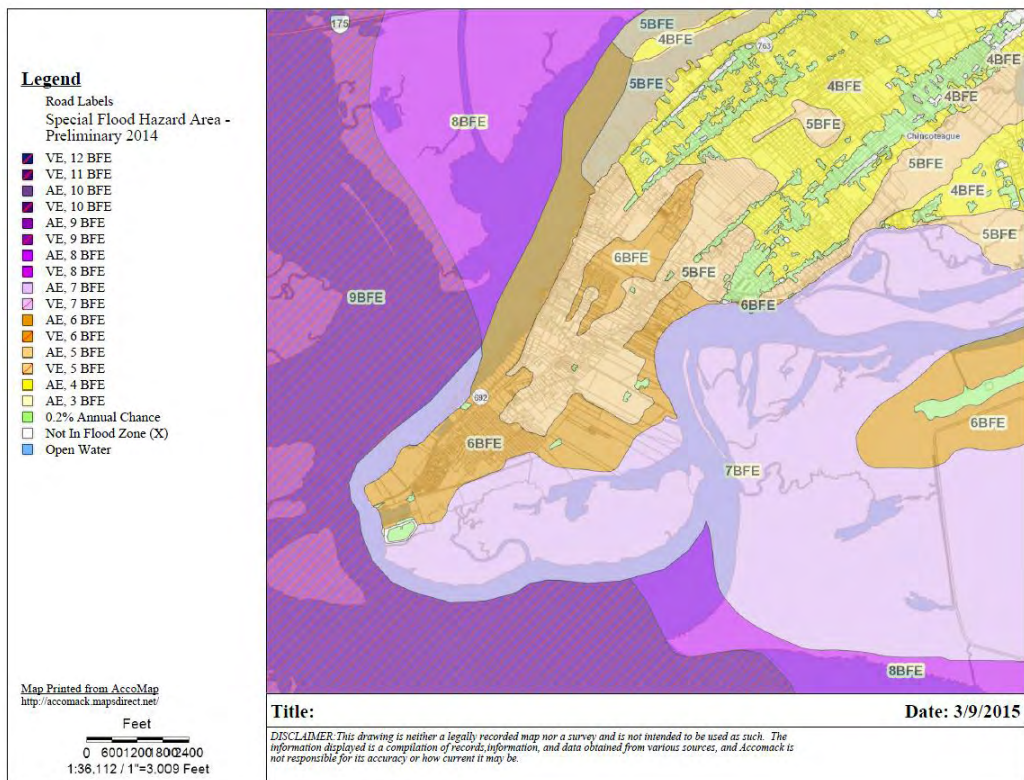 Legend
Road Labels
Special Flood Hazard Area -
Preliminary 2014
VE, 12 BFE
VE, 11 BFE
AE, 10 BFE
VE, 10 BFE
AE, 9 BFE
VE, 9 BFE
AE, 8 BFE
VE, 8 BFE
AE, 7 BFE
VE, 7 BFE
AE, 6 BFE
VE, 6 BFE
AE, 5 BFE
VE, 5 BFE
AE, 4 BFE
AE, 3 BFE
0.2% Annual Chance
Not In Flood Zone (X)
Open Water
Map Printed from AccoMap
http://accomack.mapsdirect.net/
Feet
0 600120018002400
1:36,112 / 1"=3,009 Feet
175
5BFE
4BFE
763
4BFE
5BFE
4BFE
4BFE
8BFE
5BFE
Chincoteague
5BFE
4BFE
5BFE
6BFE
5BFE
9BFE
6BFE
692
6BFE
6BFE
7BFE
8BFE
Title:
Date: 3/9/2015
DISCLAIMER:This drawing is neither a legally recorded map nor a survey and is not intended to be used as such. The
information displayed is a compilation of records,information, and data obtained from various sources, and Accomack is
not responsible for its accuracy or how current it may be.